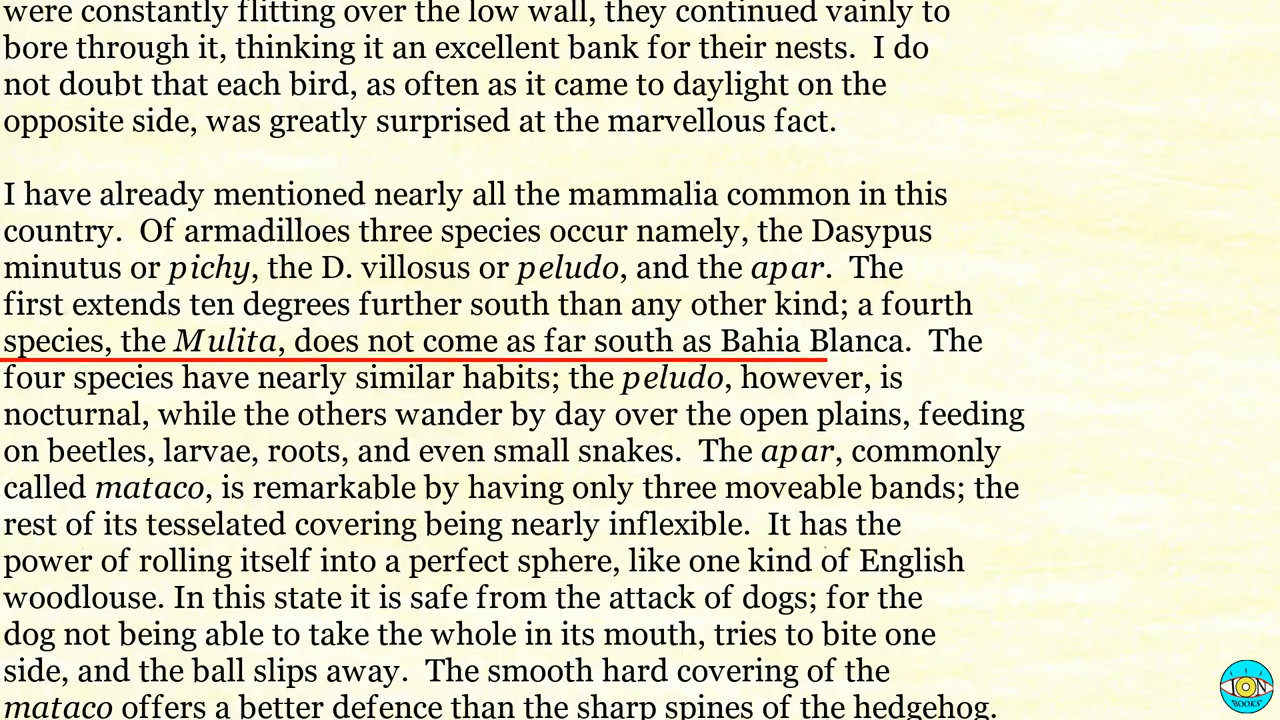 were constantly flitting over the low wall, they continued vainly to
bore through it, thinking it an excellent bank for their nests.  I do
not doubt that each bird, as often as it came to daylight on the
opposite side, was greatly surprised at the marvellous fact.
I have already mentioned nearly all the mammalia common in this
country.  Of armadilloes three species occur namely, the Dasypus
minutus or pichy, the D. villosus or peludo, and the apar.  The
first extends ten degrees further south than any other kind; a fourth
species, the Mulita, does not come as far south as Bahia Blanca.  The
four species have nearly similar habits; the peludo, however, is
nocturnal, while the others wander by day over the open plains, feeding
on beetles, larvae, roots, and even small snakes.  The apar, commonly
called mataco, is remarkable by having only three moveable bands; the
rest of its tesselated covering being nearly inflexible.  It has the
power of rolling itself into a perfect sphere, like one kind of English
woodlouse. In this state it is safe from the attack of dogs; for the
dog not being able to take the whole in its mouth, tries to bite one
side, and the ball slips away.  The smooth hard covering of the
mataco offers a better defence than the sharp spines of the hedgehog.
ION
BOOKS